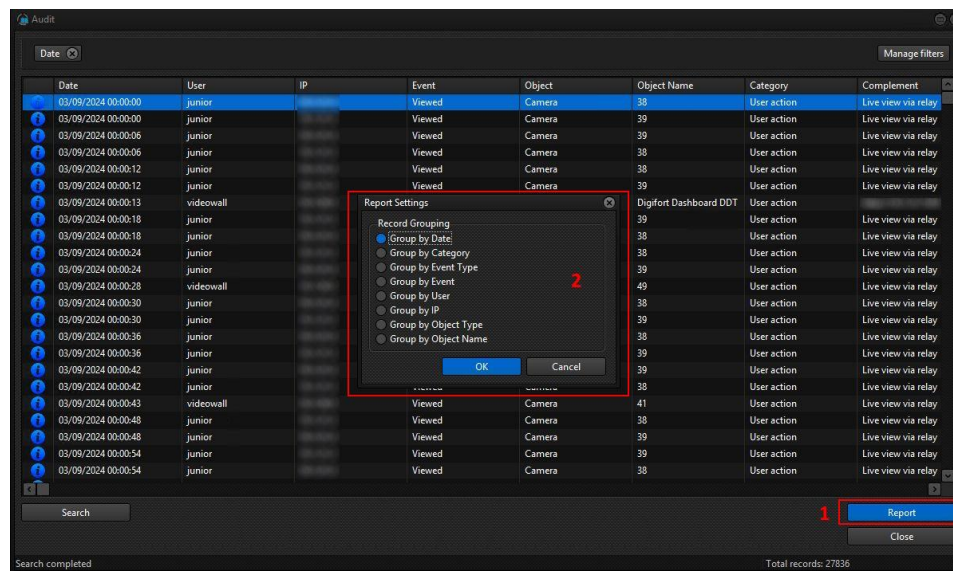 Audit
Date
Manage filters
Date User IP Event Object Object Name Category Complement
03/09/2024 00:00:00 junior Viewed Camera 38 User action Live view via relay
03/09/2024 00:00:00 junior Viewed Camera 39 User action Live view via relay
03/09/2024 00:00:06 junior Viewed Camera 39 User action Live view via relay
03/09/2024 00:00:06 junior Viewed Camera 38 User action Live view via relay
03/09/2024 00:00:12 junior Viewed Camera 38 User action Live view via relay
03/09/2024 00:00:12 junior Viewed Camera 39 User action Live view via relay
03/09/2024 00:00:13 videowall Digifort Dashboard DDT User action
03/09/2024 00:00:18 junior 39 User action Live view via relay
03/09/2024 00:00:18 junior 38 User action Live view via relay
03/09/2024 00:00:24 junior 38 User action Live view via relay
03/09/2024 00:00:24 junior 39 User action Live view via relay
03/09/2024 00:00:28 videowall 49 User action Live view via relay
03/09/2024 00:00:30 junior 38 User action Live view via relay
03/09/2024 00:00:30 junior 39 User action Live view via relay
03/09/2024 00:00:36 junior 38 User action Live view via relay
03/09/2024 00:00:36 junior 39 User action Live view via relay
03/09/2024 00:00:42 junior 39 User action Live view via relay
03/09/2024 00:00:42 junior 38 User action Live view via relay
03/09/2024 00:00:43 videowall Viewed Camera 41 User action Live view via relay
03/09/2024 00:00:48 junior Viewed Camera 38 User action Live view via relay
03/09/2024 00:00:48 junior Viewed Camera 39 User action Live view via relay
03/09/2024 00:00:54 junior Viewed Camera 39 User action Live view via relay
03/09/2024 00:00:54 junior Viewed Camera 38 User action Live view via relay
Report Settings
Record Grouping
Group by Date
Group by Category
Group by Event Type
Group by Event
Group by User
Group by IP
Group by Object Type
Group by Object Name
2
OK Cancel
Search
1 Report
Close
Search completed
Total records: 27836